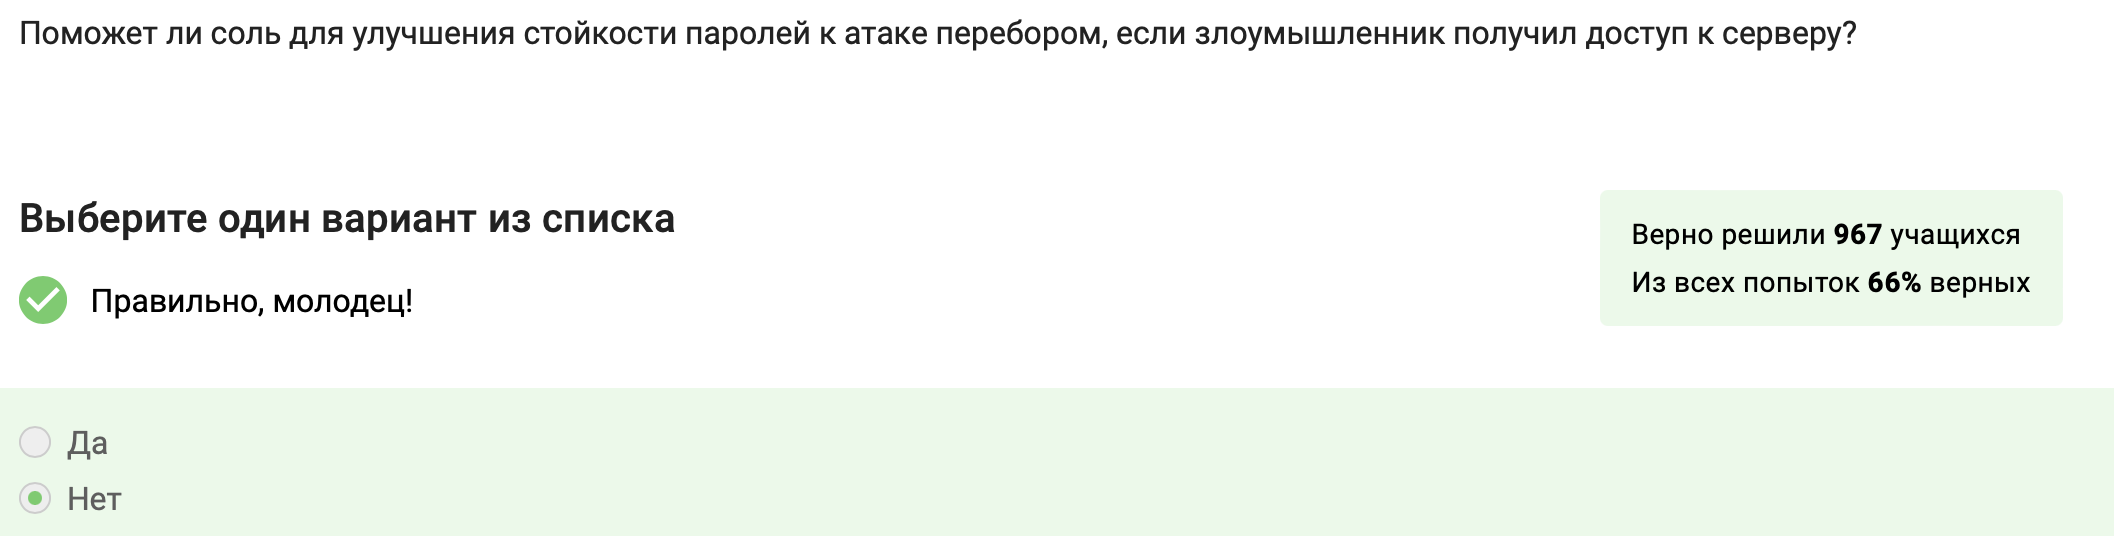 Поможет ли соль для улучшения стойкости паролей к атаке перебором, если злоумышленник получил доступ к серверу?
Выберите один вариант из списка
Верно решили 967 учащихся
Из всех попыток 66% верных
Правильно, молодец!
Да
Нет